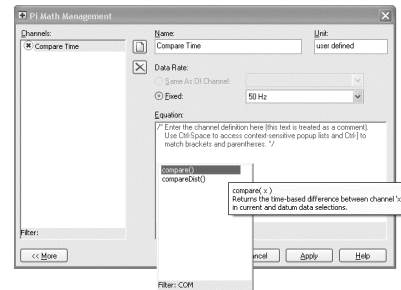 Pi Math Management
Channels:
Compare Time
Name:
Compare Time
Unit:
user defined
Data Rate:
Same As Of Channel:
Fixed:
50 Hz
Equation:
/* Enter the channel definition here (this text is treated as a comment).
Use Ctrl-Space to access context-sensitive popup lists and Ctrl-] to
match brackets and parentheses. */
compare()
compareDist()
compare( x )
Returns the time-based difference between channel 'x
in current and datum data selections.
Filter:
<< More
ncel
Apply
Help
Filter: COM